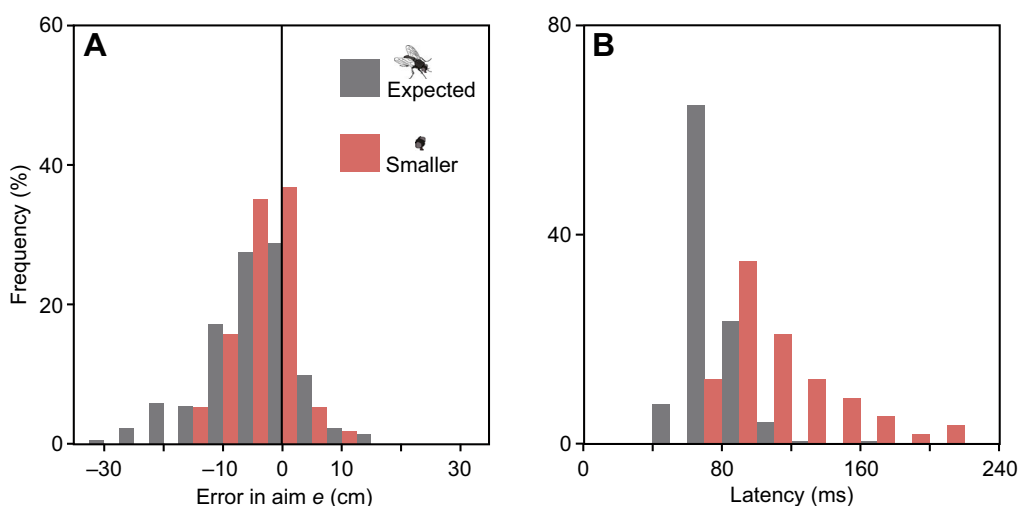 A
60
40
20
0
Frequency (%)
Expected
Smaller
–30
–10
0
10
30
Error in aim e (cm)
B
80
40
0
0
80
160
240
Latency (ms)